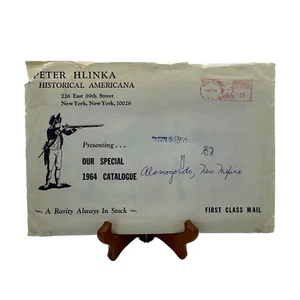 PETER HLINKA
HISTORICAL AMERICANA
226 East 89th Street
New York, New York, 10028
Presenting . . .
OUR SPECIAL
1964 CATALOGUE
Alamogordo, New Mexico
— A Rarity Always In Stock —
FIRST CLASS MAIL